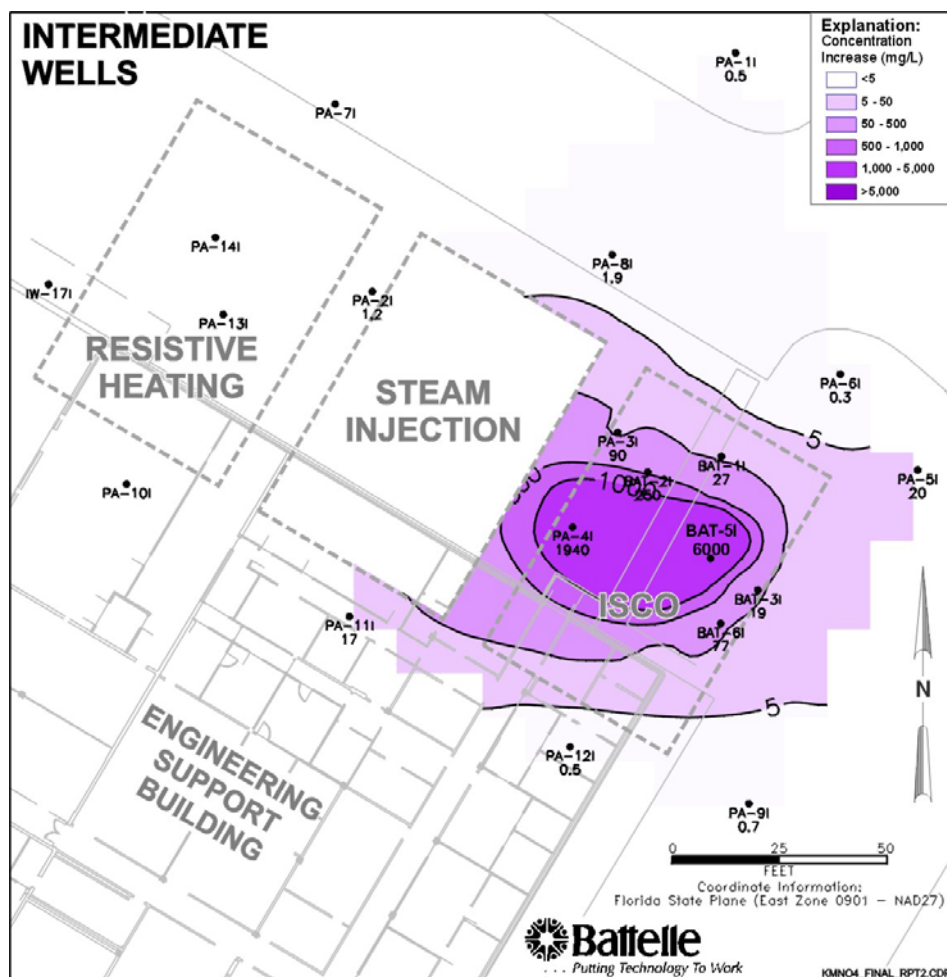 INTERMEDIATE
WELLS
Explanation:
Concentration
Increase (mg/L)
<5
5 - 50
50 - 500
500 - 1,000
1,000 - 5,000
>5,000
PA-1I
0.5
PA-7I
PA-14I
PA-8I
1.9
IW-17I
PA-2I
1.2
PA-13I
RESISTIVE
HEATING
STEAM
INJECTION
PA-6I
0.3
5
PA-3I
90
BAT-1I
27
PA-5I
20
PA-10I
BAT-2I
250
PA-4I
1940
BAT-5I
6000
ISCO
BAT-3I
19
PA-11I
17
BAT-6I
77
N
5
ENGINEERING
SUPPORT
BUILDING
PA-12I
0.5
PA-9I
0.7
0 25 50
FEET
Coordinate Information:
Florida State Plane (East Zone 0901 - NAD27)
Battelle
. . . Putting Technology To Work
KMNO4_FINAL_RPT2.CDR